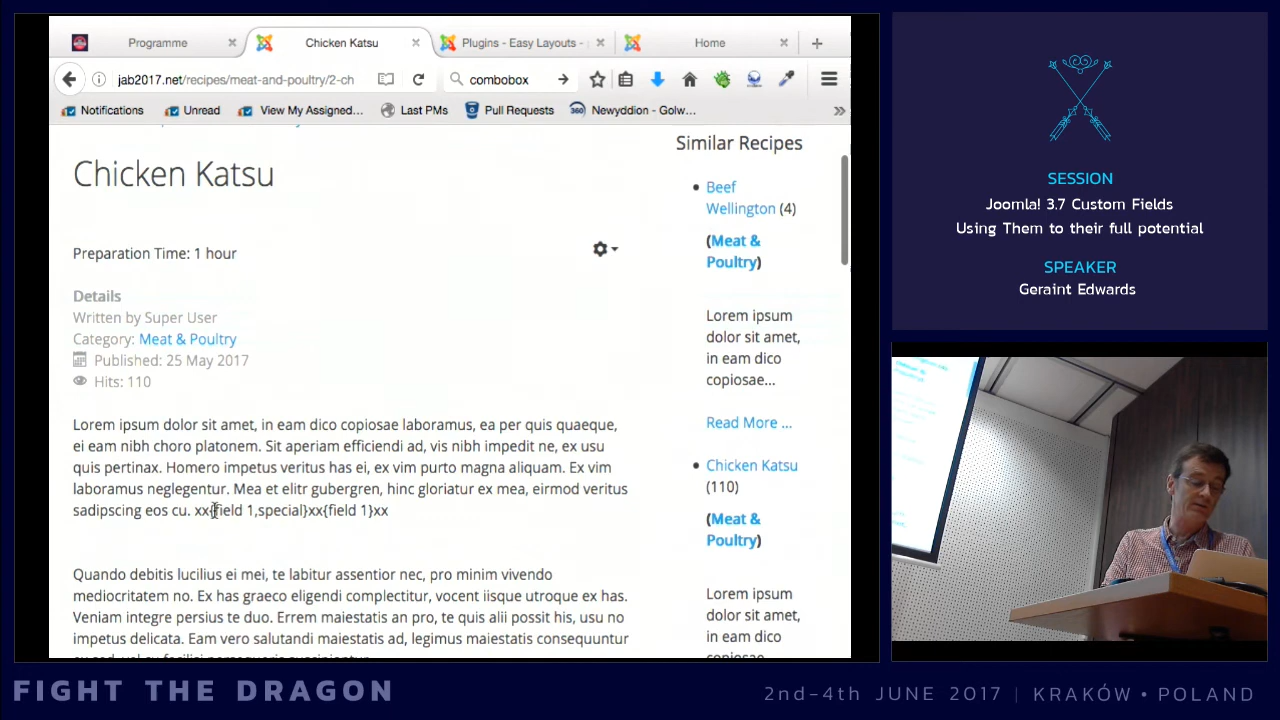 Programme
Chicken Katsu
Plugins - Easy Layouts -
Home
jab2017.net/recipes/meat-and-poultry/2-ch
combobox
Notifications
Unread
View My Assigned...
Last PMs
Pull Requests
360
Newyddion - Golw...
Chicken Katsu
Preparation Time: 1 hour
Details
Written by Super User
Category: Meat & Poultry
Published: 25 May 2017
Hits: 110
Lorem ipsum dolor sit amet, in eam dico copiosae laboramus, ea per quis quaeque,
ei eam nibh choro platonem. Sit aperiam efficiendi ad, vis nibh impedit ne, ex usu
quis pertinax. Homero impetus veritus has ei, ex vim purto magna aliquam. Ex vim
laboramus neglegentur. Mea et elitr gubergren, hinc gloriatur ex mea, eirmod veritus
sadipscing eos cu. xx{field 1,special}xx{field 1}xx
Quando debitis lucilius ei mei, te labitur assentior nec, pro minim vivendo
mediocritatem no. Ex has graeco eligendi complectitur, vocent iisque utroque ex has.
Veniam integre persius te duo. Errem maiestatis an pro, te quis alii possit his, usu no
impetus delicata. Eam vero salutandi maiestatis ad, legimus maiestatis consequuntur
Similar Recipes
Beef
Wellington (4)
(Meat &
Poultry)
Lorem ipsum
dolor sit amet,
in eam dico
copiosae...
Read More ...
Chicken Katsu
(110)
(Meat &
Poultry)
Lorem ipsum
dolor sit amet,
in eam dico
SESSION
Joomla! 3.7 Custom Fields
Using Them to their full potential
SPEAKER
Geraint Edwards
FIGHT THE DRAGON
2nd-4th JUNE 2017 | KRAKÓW • POLAND